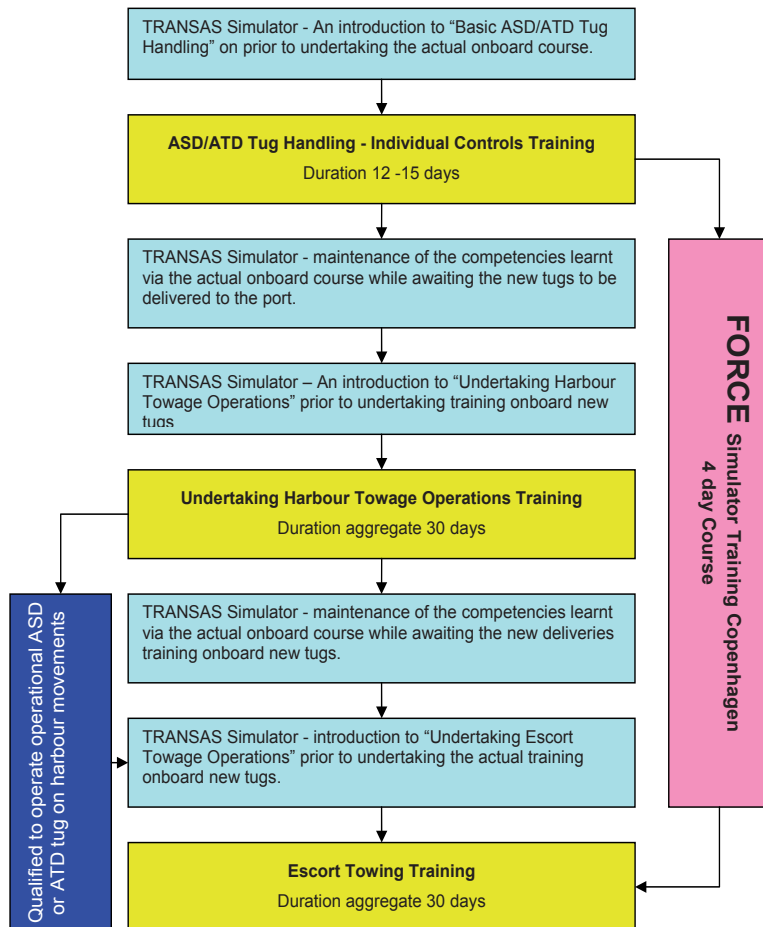 TRANSAS Simulator - An introduction to “Basic ASD/ATD Tug
Handling” on prior to undertaking the actual onboard course.
ASD/ATD Tug Handling - Individual Controls Training
Duration 12 -15 days
TRANSAS Simulator - maintenance of the competencies learnt
via the actual onboard course while awaiting the new tugs to be
delivered to the port.
TRANSAS Simulator – An introduction to “Undertaking Harbour
Towage Operations” prior to undertaking training onboard new
tugs
Undertaking Harbour Towage Operations Training
Duration aggregate 30 days
TRANSAS Simulator - maintenance of the competencies learnt
via the actual onboard course while awaiting the new deliveries
training onboard new tugs.
TRANSAS Simulator - introduction to “Undertaking Escort
Towage Operations” prior to undertaking the actual training
onboard new tugs.
Escort Towing Training
Duration aggregate 30 days
Qualified to operate operational ASD
or ATD tug on harbour movements
FORCE Simulator Training Copenhagen
4 day Course